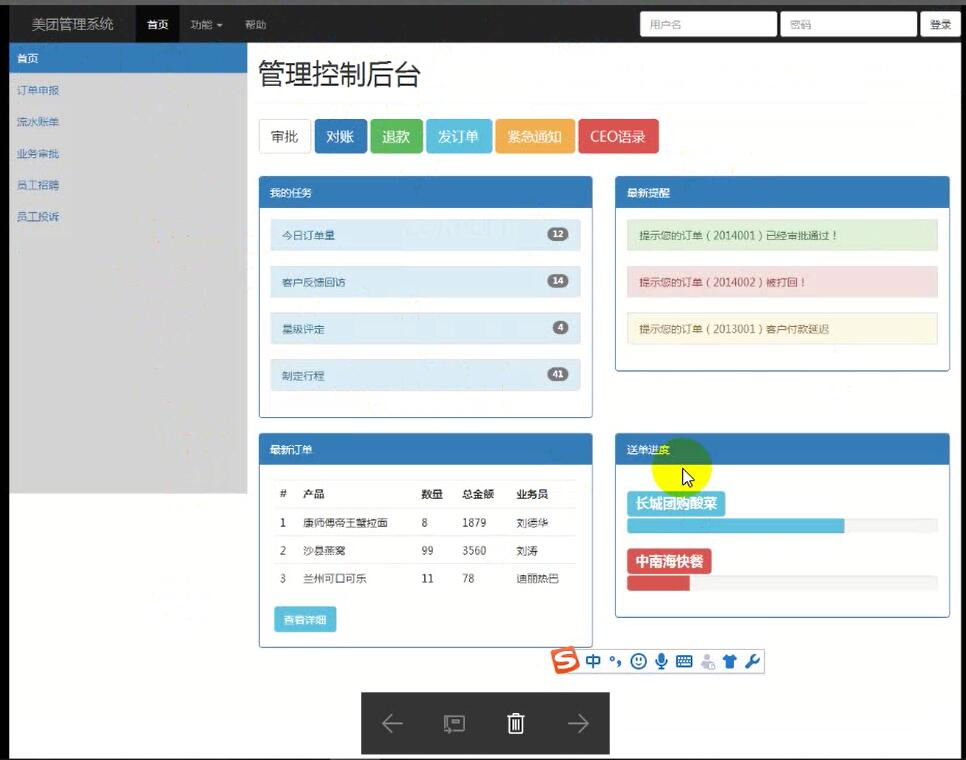 美团管理系统 首页 功能 帮助 用户名 密码 登录
首页
订单申报
流水账单
业务审批
员工招聘
员工投诉
管理控制后台
审批 对账 退款 发订单 紧急通知 CEO语录
我的任务
今日订单量 12
客户反馈回访 14
星级评定 4
制定行程 41
最新提醒
提示您的订单（2014001）已经审批通过！
提示您的订单（2014002）被打回！
提示您的订单（2013001）客户付款延迟
最新订单
# 产品 数量 总金额 业务员
1 康师傅帝王蟹拉面 8 1879 刘德华
2 沙县燕窝 99 3560 刘涛
3 兰州可口可乐 11 78 迪丽热巴
查看详细
送单进度
长城团购酸菜
中南海快餐
S 中